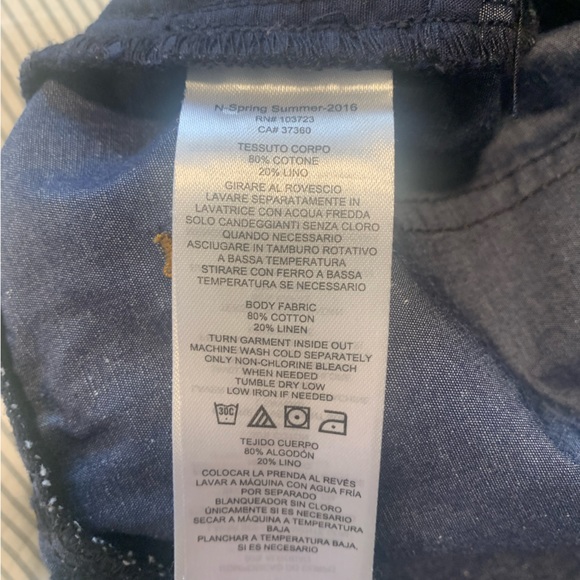 N-Spring Summer-2016
RN# 103723
CA# 37360
TESSUTO CORPO
80% COTONE
20% LINO
GIRARE AL ROVESCIO
LAVARE SEPARATAMENTE IN
LAVATRICE CON ACQUA FREDDA
SOLO CANDEGGIANTI SENZA CLORO
QUANDO NECESSARIO
ASCIUGARE IN TAMBURO ROTATIVO
A BASSA TEMPERATURA
STIRARE CON FERRO A BASSA
TEMPERATURA SE NECESSARIO
BODY FABRIC
80% COTTON
20% LINEN
TURN GARMENT INSIDE OUT
MACHINE WASH COLD SEPARATELY
ONLY NON-CHLORINE BLEACH
WHEN NEEDED
TUMBLE DRY LOW
LOW IRON IF NEEDED
30C
TEJIDO CUERPO
80% ALGODÓN
20% LINO
COLOCAR LA PRENDA AL REVÉS
LAVAR A MÁQUINA CON AGUA FRÍA
POR SEPARADO
BLANQUEADOR SIN CLORO
ÚNICAMENTE SI ES NECESARIO
SECAR A MÁQUINA A TEMPERATURA
BAJA
PLANCHAR A TEMPERATURA BAJA,
SI ES NECESARIO